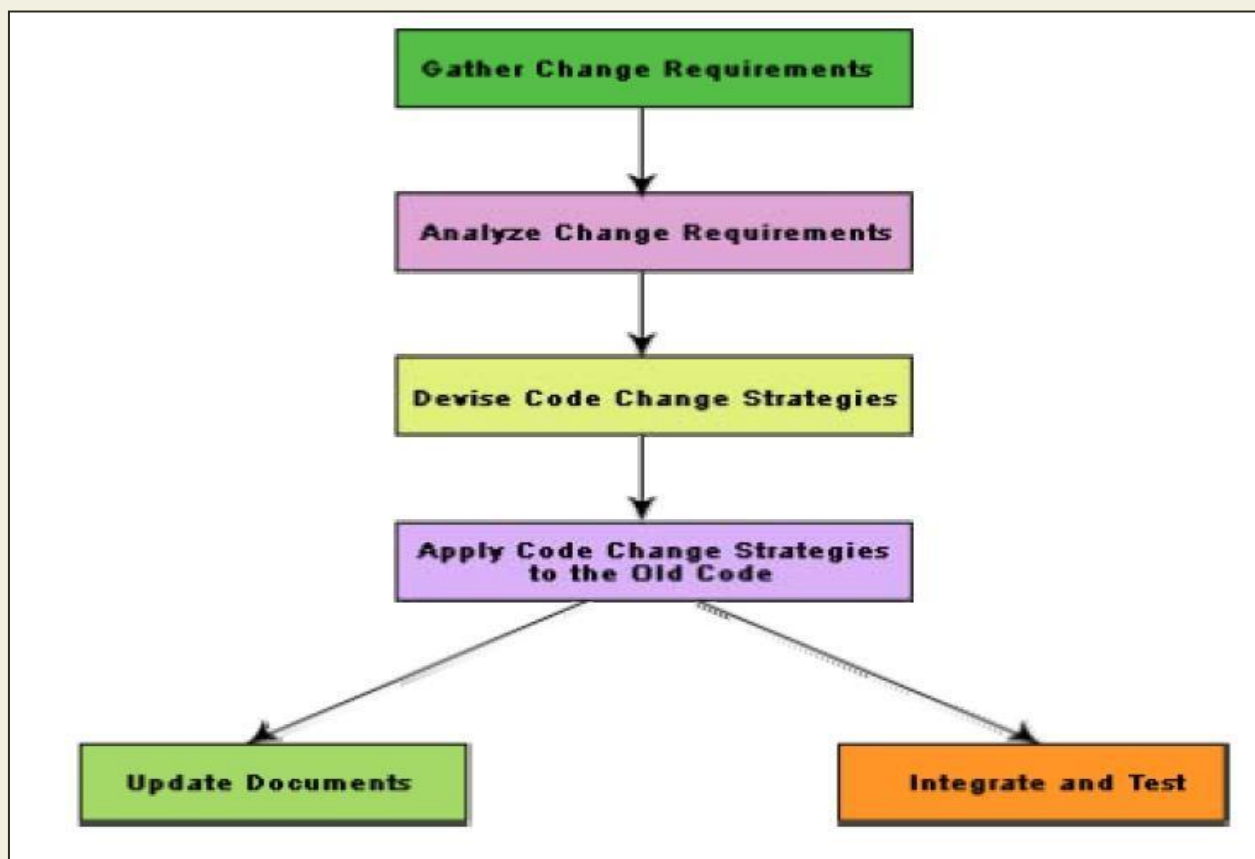 Gather Change Requirements
Analyze Change Requirements
Devise Code Change Strategies
Apply Code Change Strategies
to the Old Code
Update Documents
Integrate and Test